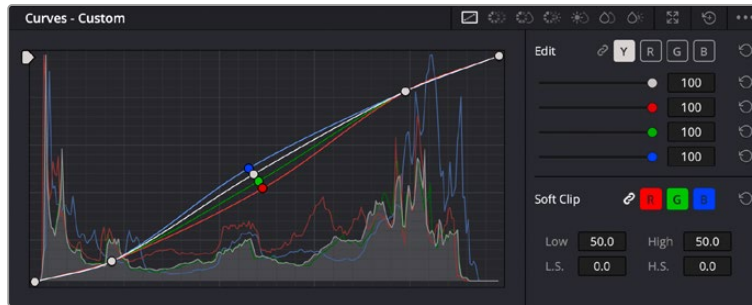 Curves - Custom
Edit Y R G B
100
100
100
100
Soft Clip R G B
Low 50.0 High 50.0
L.S. 0.0 H.S. 0.0